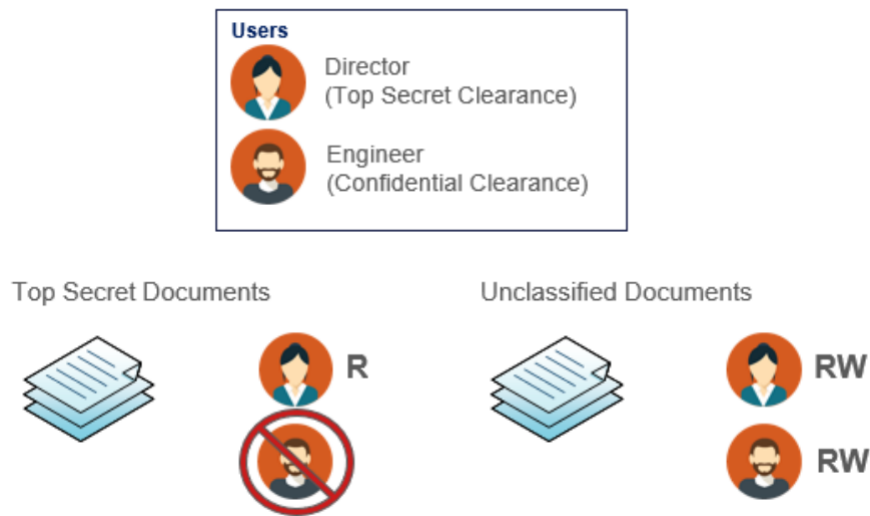 Users
Director
(Top Secret Clearance)
Engineer
(Confidential Clearance)
Top Secret Documents
Unclassified Documents
R
RW
RW